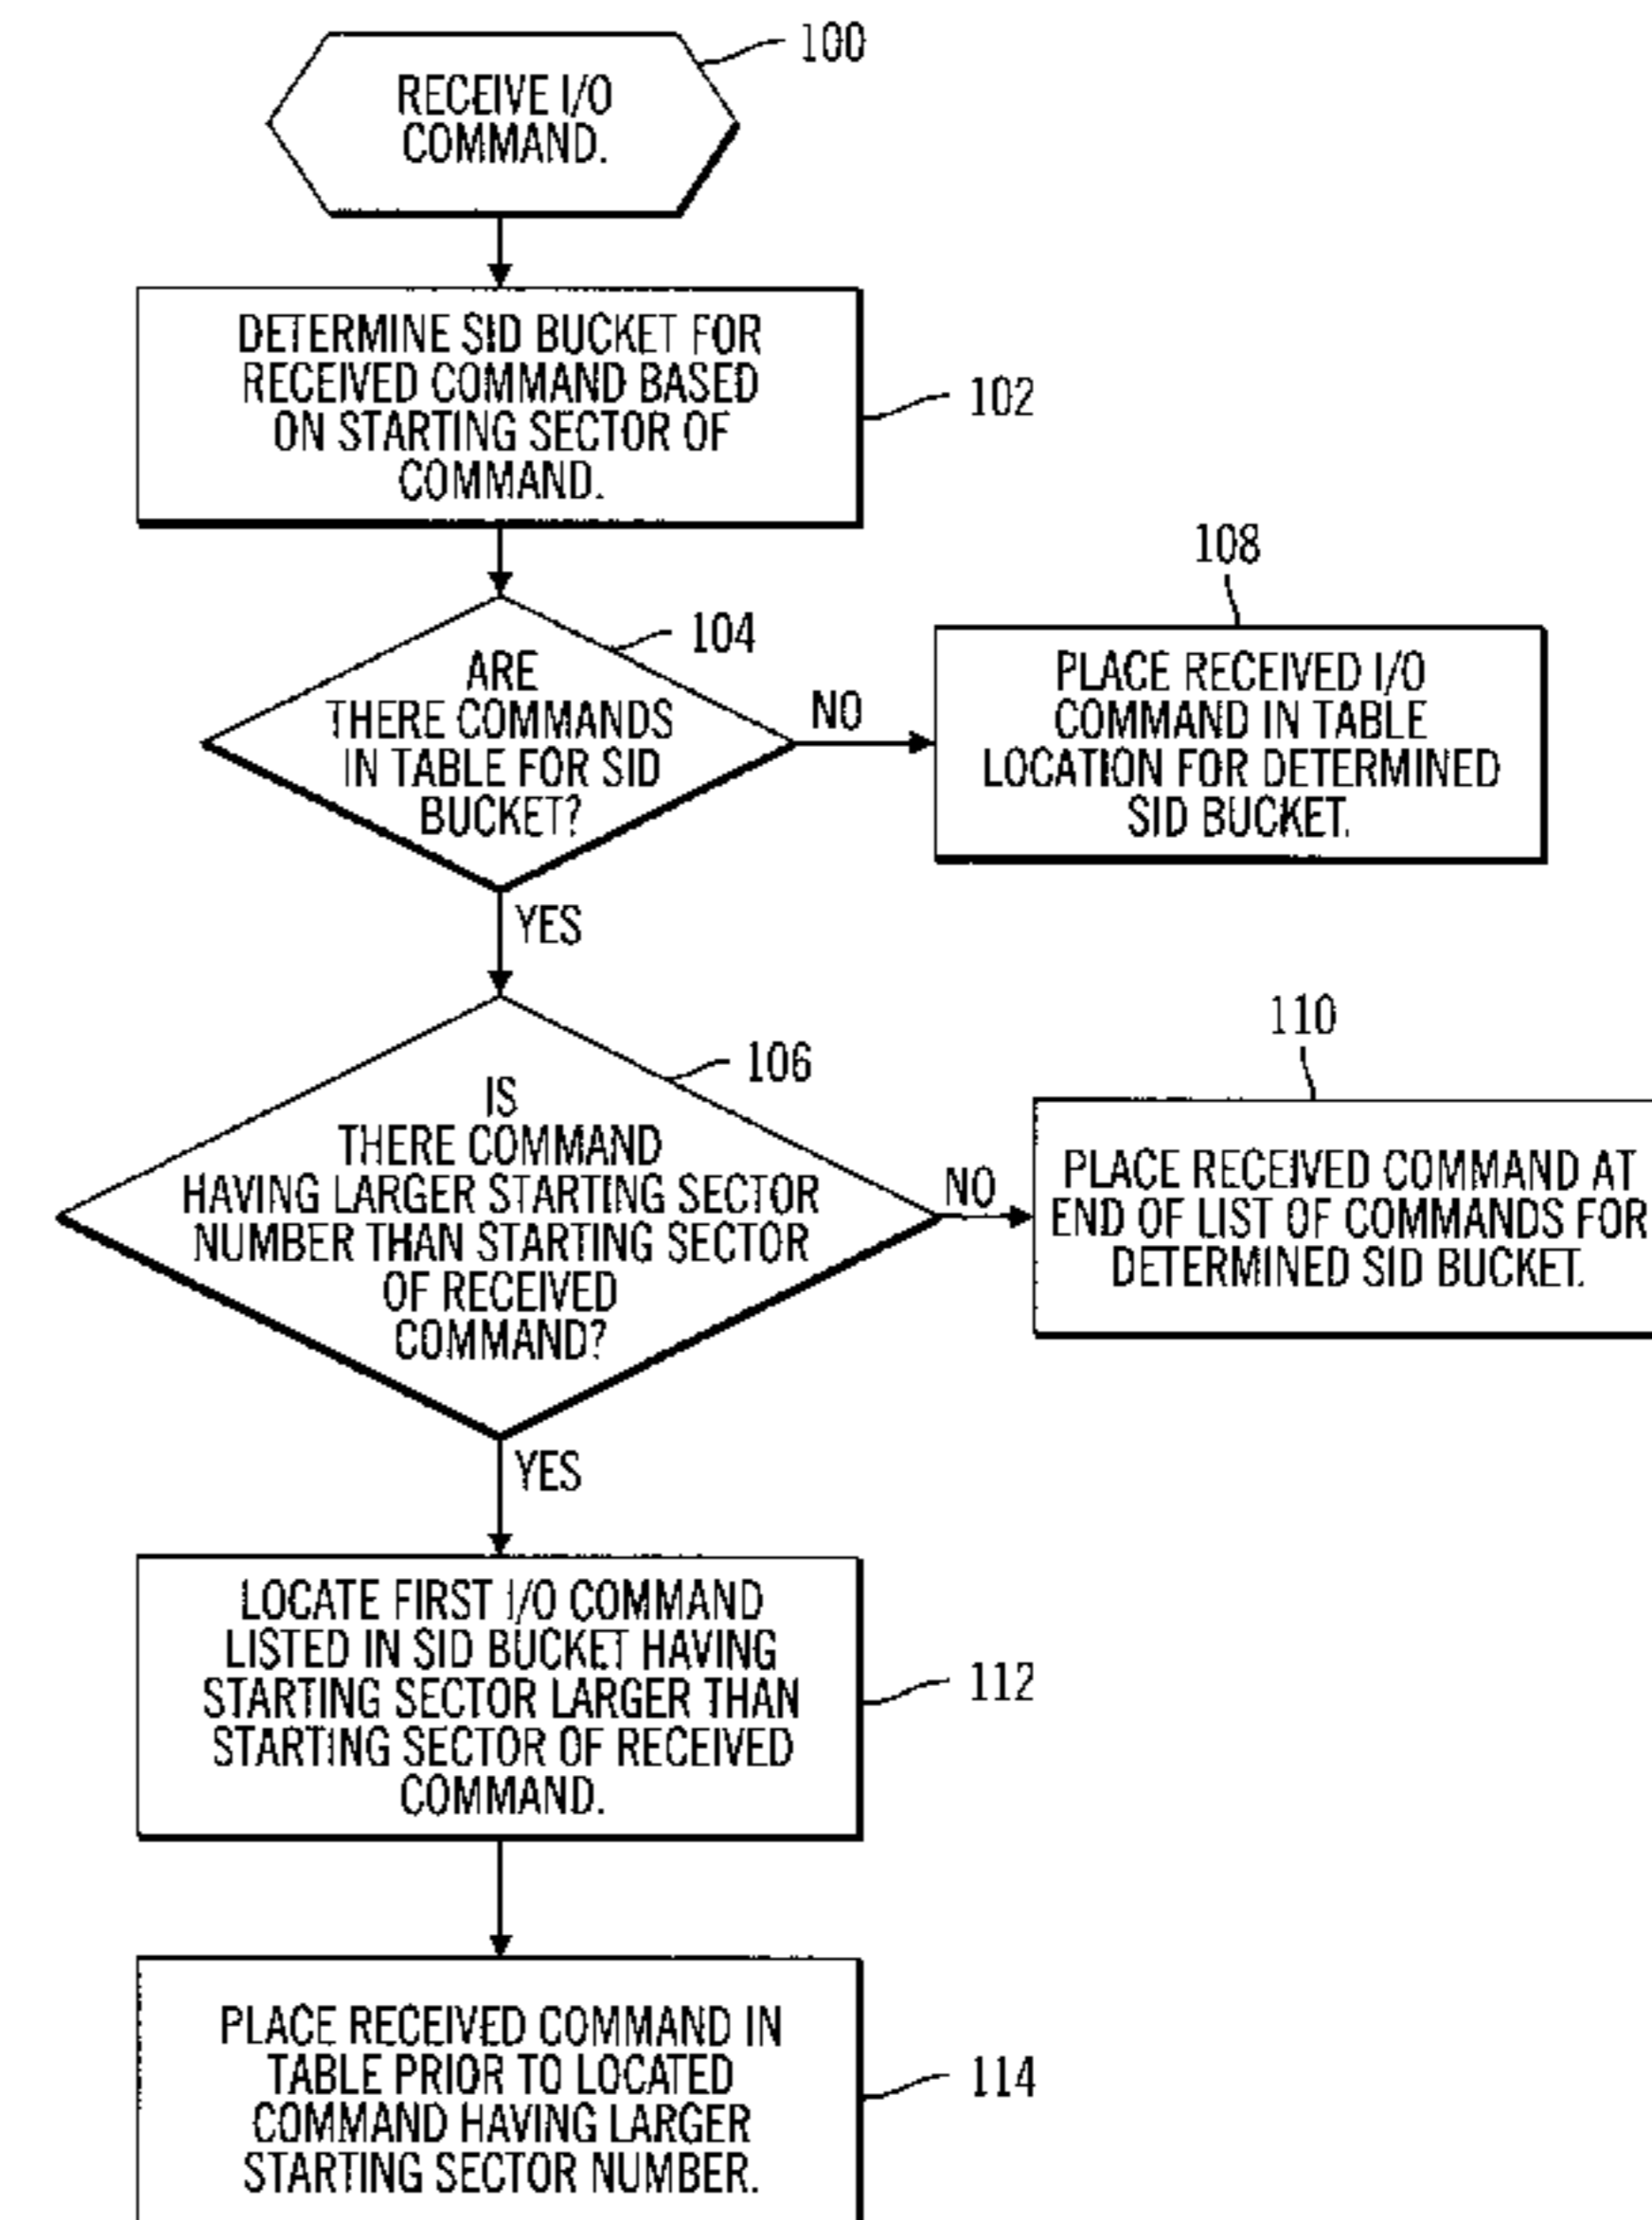 100
RECEIVE I/O
COMMAND.
DETERMINE SID BUCKET FOR
RECEIVED COMMAND BASED
ON STARTING SECTOR OF
COMMAND.
102
104
ARE
THERE COMMANDS
IN TABLE FOR SID
BUCKET?
NO
108
PLACE RECEIVED I/O
COMMAND IN TABLE
LOCATION FOR DETERMINED
SID BUCKET.
YES
106
IS
THERE COMMAND
HAVING LARGER STARTING SECTOR
NUMBER THAN STARTING SECTOR
OF RECEIVED
COMMAND?
NO
110
PLACE RECEIVED COMMAND AT
END OF LIST OF COMMANDS FOR
DETERMINED SID BUCKET.
YES
LOCATE FIRST I/O COMMAND
LISTED IN SID BUCKET HAVING
STARTING SECTOR LARGER THAN
STARTING SECTOR OF RECEIVED
COMMAND.
112
PLACE RECEIVED COMMAND IN
TABLE PRIOR TO LOCATED
COMMAND HAVING LARGER
STARTING SECTOR NUMBER.
114